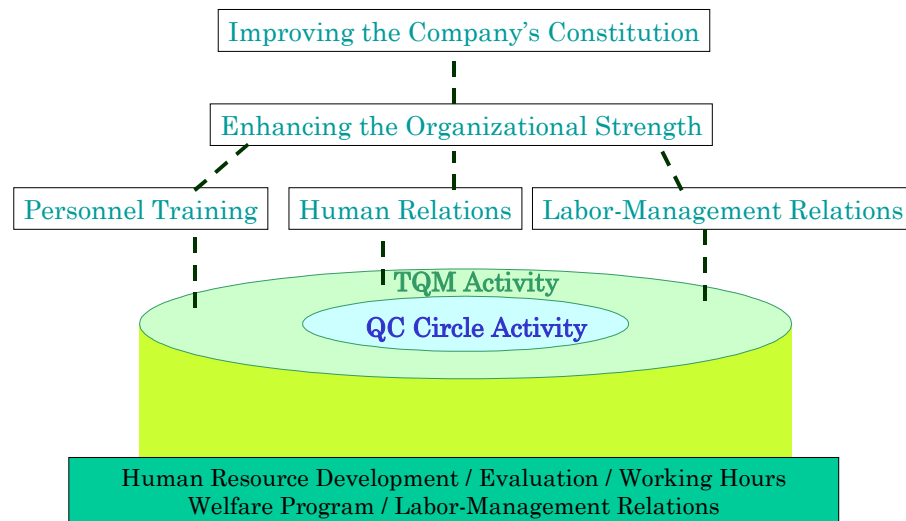 Improving the Company’s Constitution
Enhancing the Organizational Strength
Personnel Training
Human Relations
Labor-Management Relations
TQM Activity
QC Circle Activity
Human Resource Development / Evaluation / Working Hours
Welfare Program / Labor-Management Relations